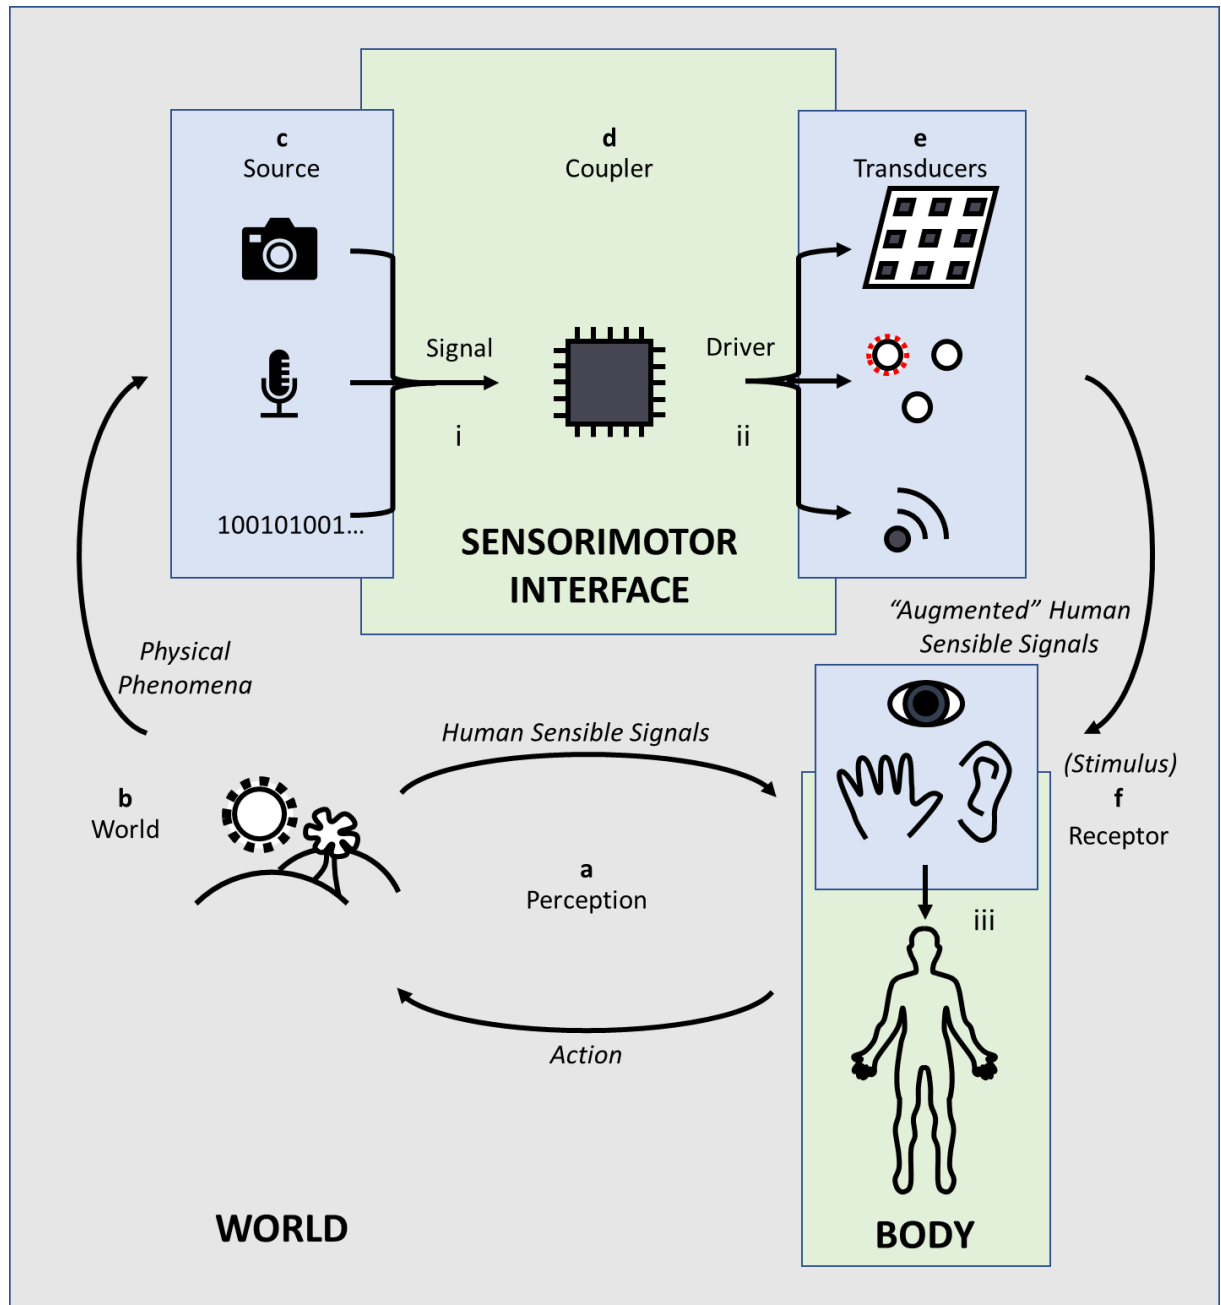 c
Source
d
Coupler
e
Transducers
Signal
i
Driver
ii
100101001...
SENSORIMOTOR
INTERFACE
“Augmented” Human
Sensible Signals
Physical
Phenomena
Human Sensible Signals
(Stimulus)
f
Receptor
b
World
a
Perception
iii
Action
WORLD
BODY